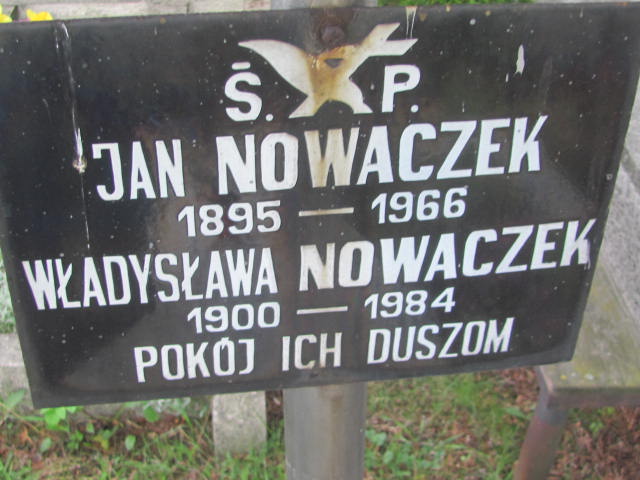 Ś. P.
JAN NOWACZEK
1895 — 1966
WŁADYSŁAWA NOWACZEK
1900 — 1984
POKÓJ ICH DUSZOM